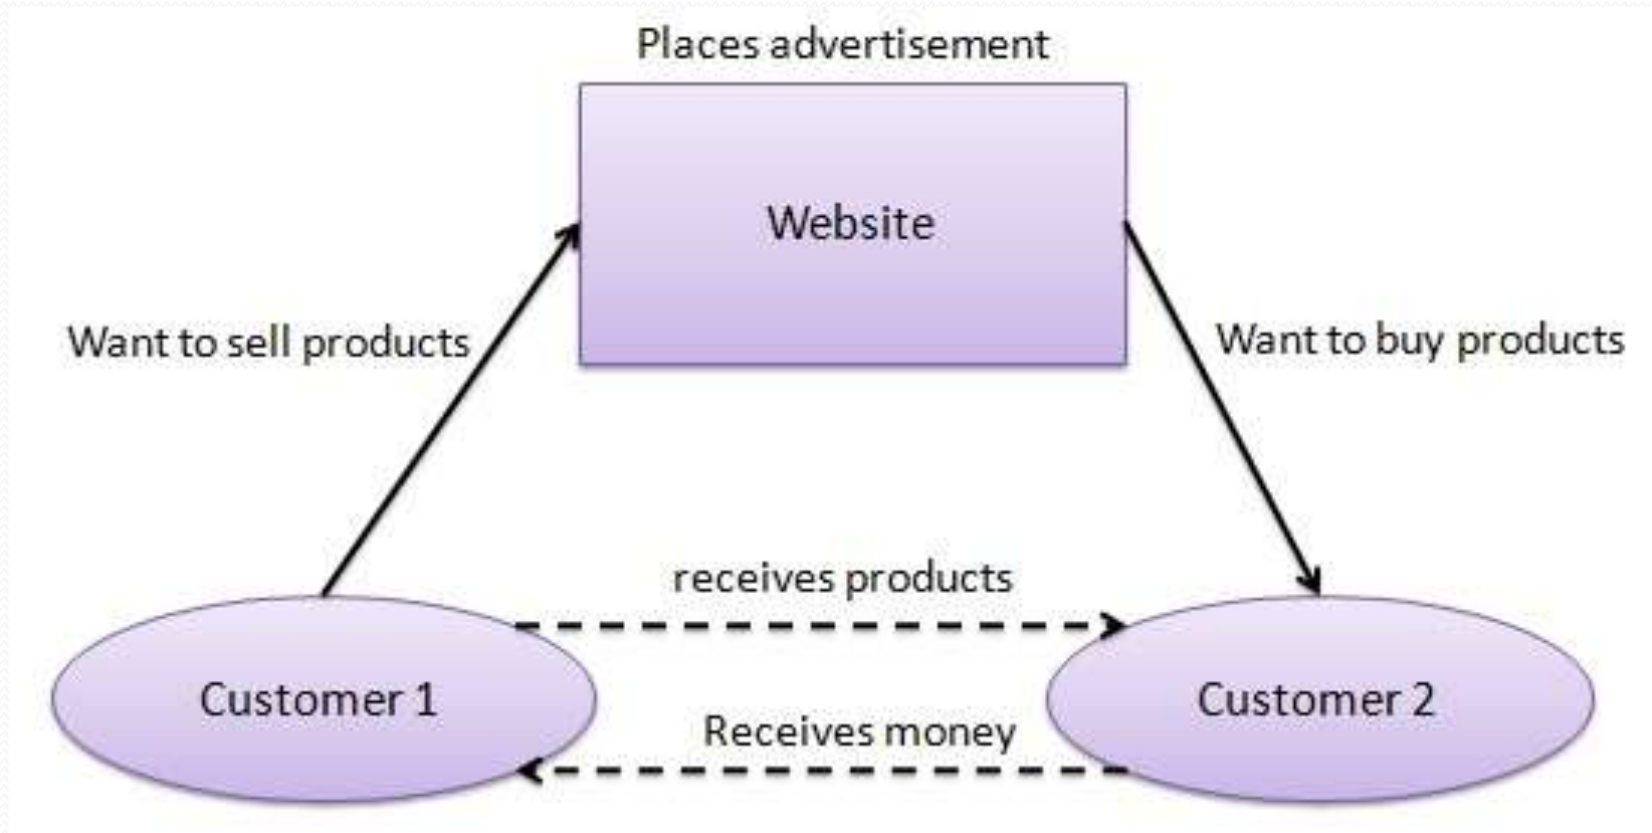 Places advertisement
Website
Want to sell products
Want to buy products
receives products
Customer 1
Customer 2
Receives money